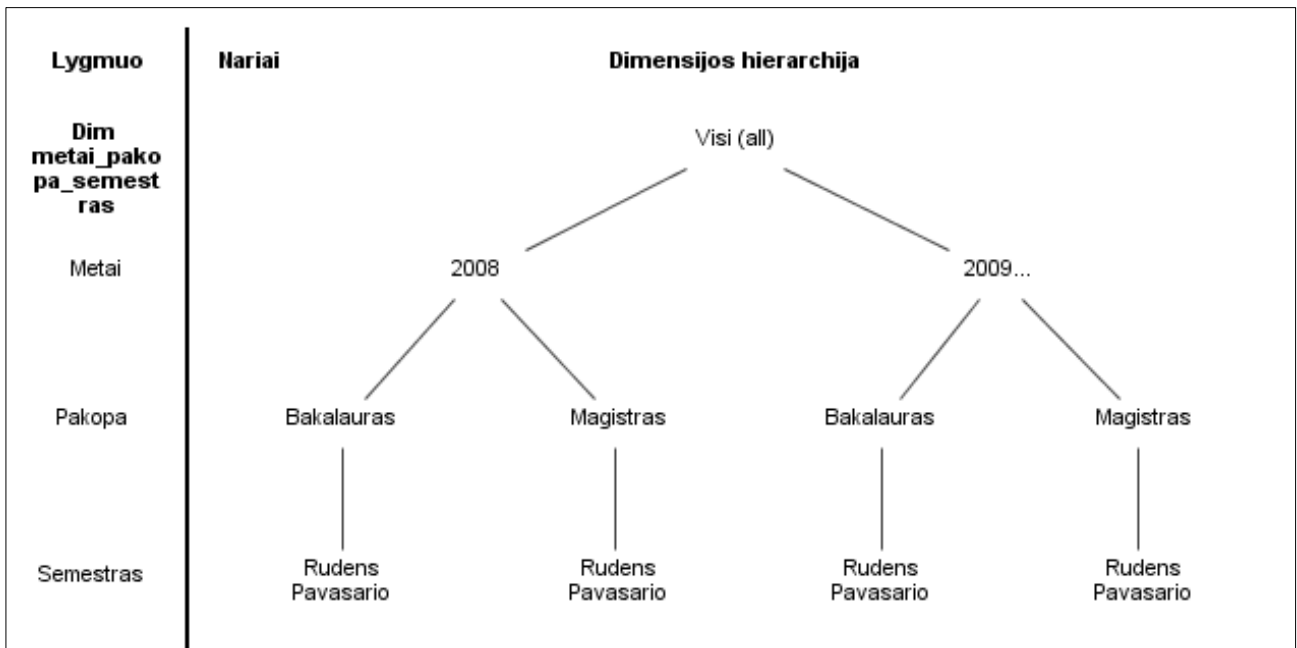 Lygmuo
Nariai
Dimensijos hierarchija
Dim
metai_pako
pa_semest
ras
Visi (all)
Metai
2008
2009...
Pakopa
Bakalauras
Magistras
Bakalauras
Magistras
Semestras
Rudens
Pavasario
Rudens
Pavasario
Rudens
Pavasario
Rudens
Pavasario